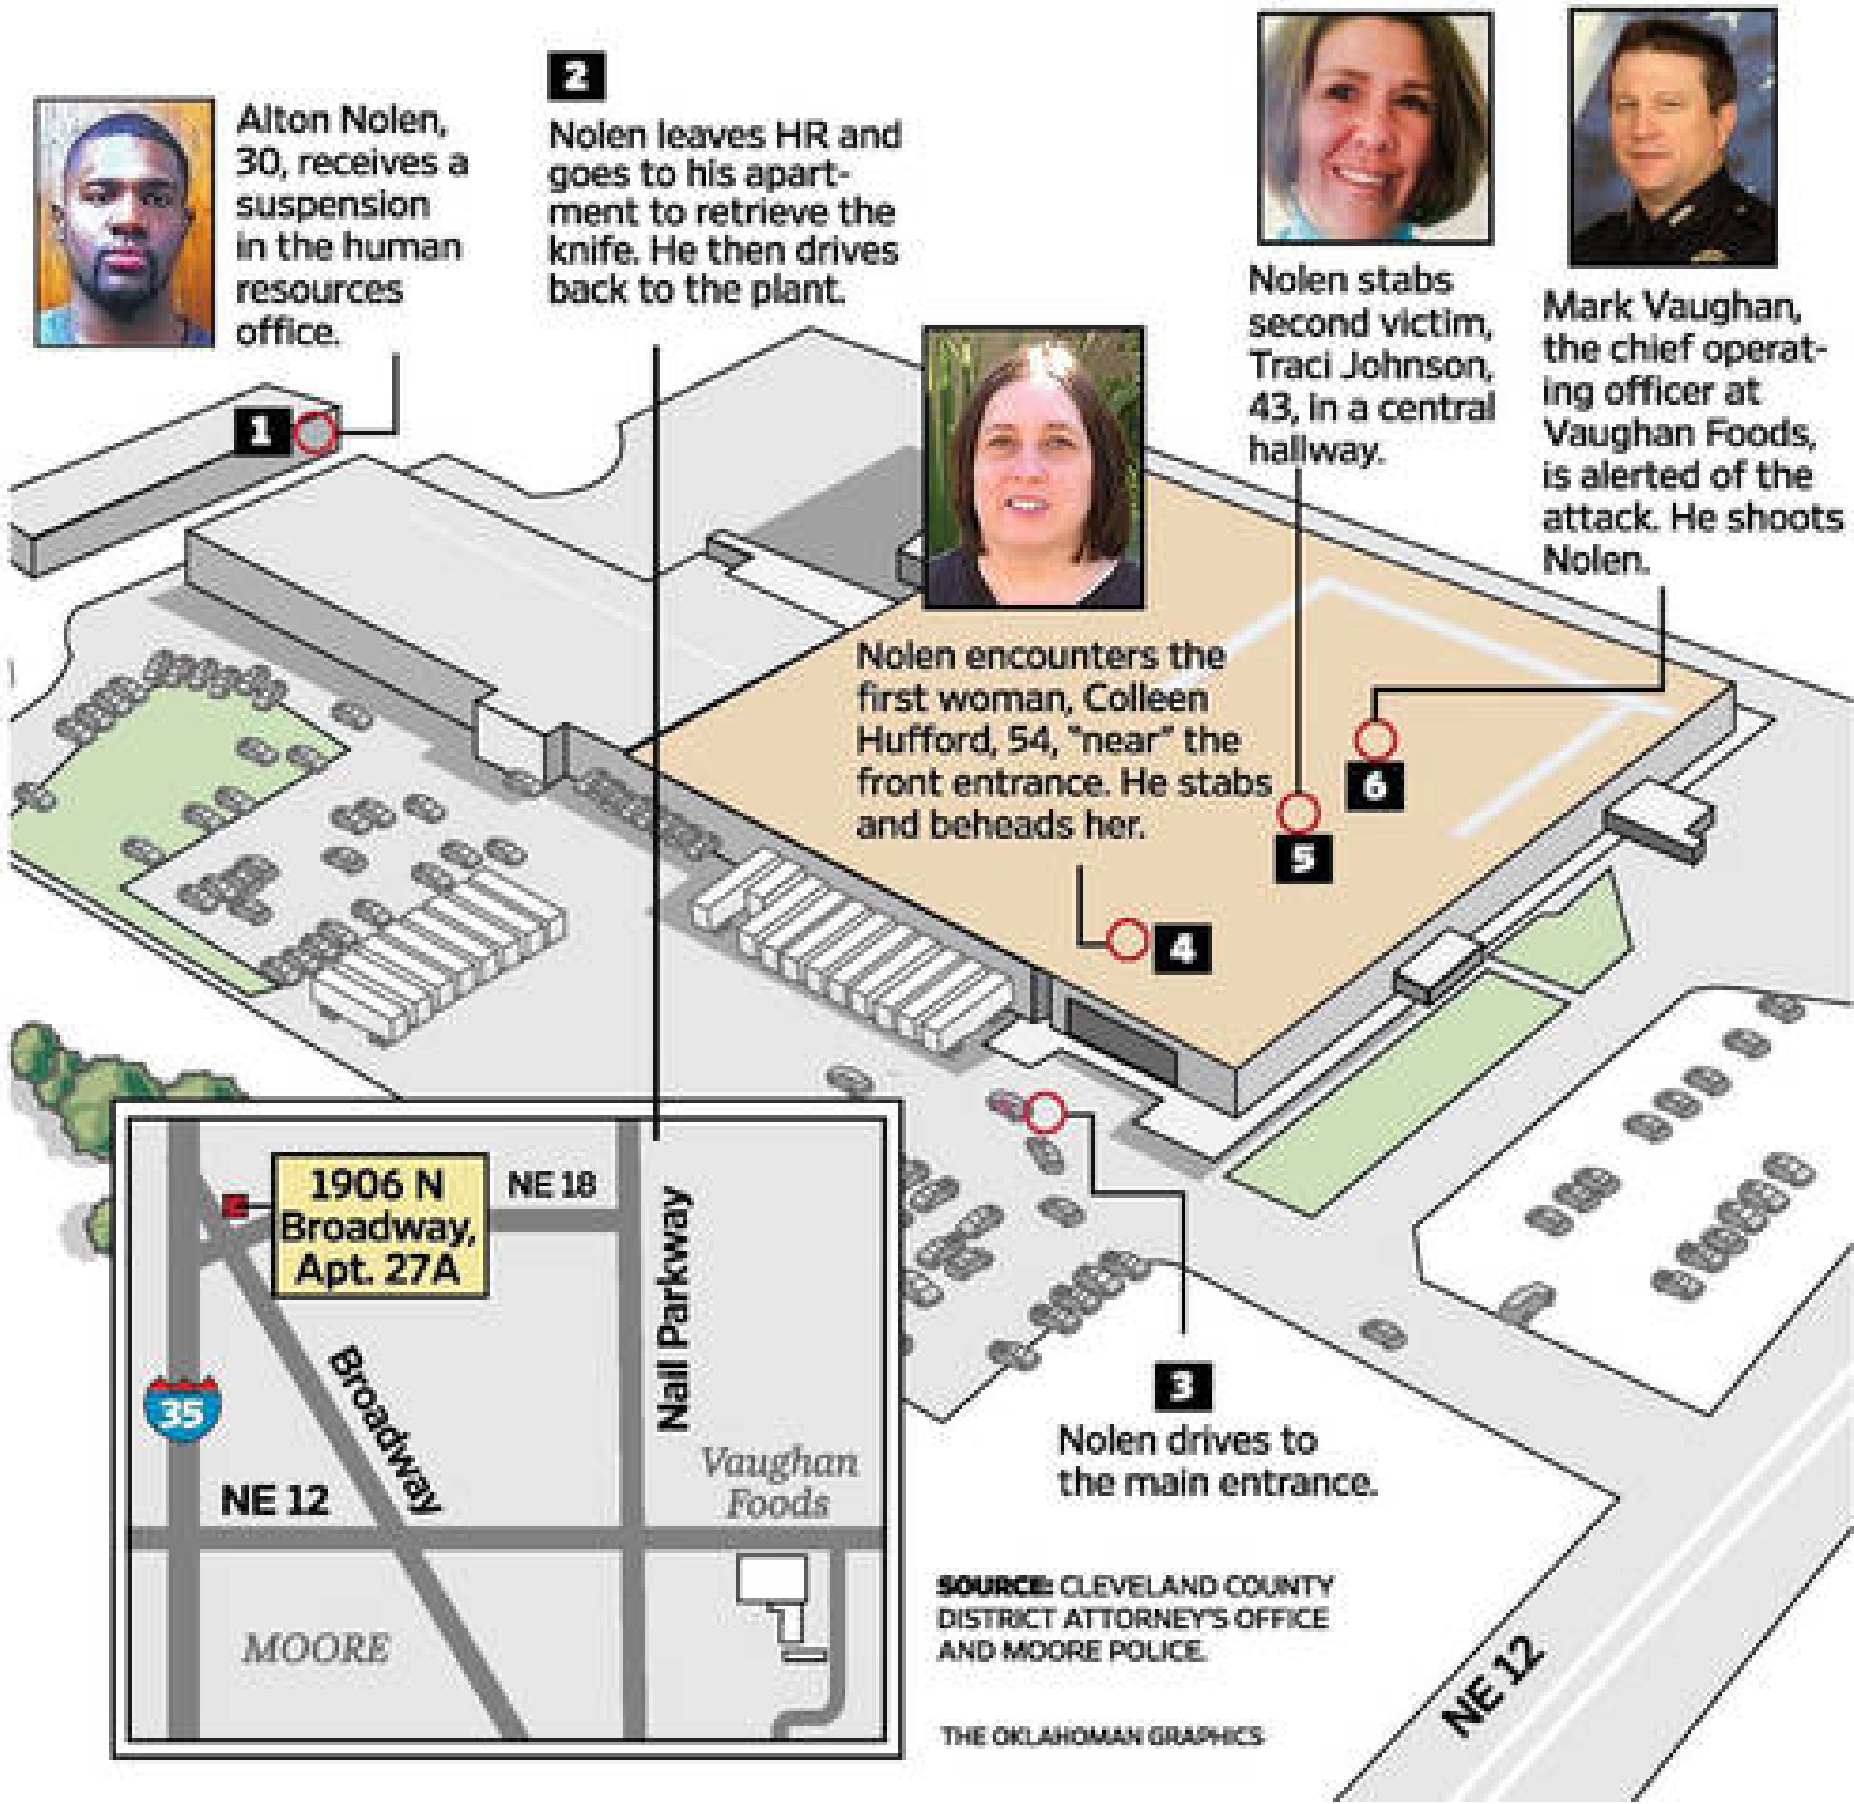 Alton Nolen,
30, receives a
suspension
in the human
resources
office.
1
2
Nolen leaves HR and
goes to his apart-
ment to retrieve the
knife. He then drives
back to the plant.
3
Nolen drives to
the main entrance.
Nolen encounters the
first woman, Colleen
Hufford, 54, "near" the
front entrance. He stabs
and beheads her.
4
Nolen stabs
second victim,
Traci Johnson,
43, in a central
hallway.
5
Mark Vaughan,
the chief operat-
ing officer at
Vaughan Foods,
is alerted of the
attack. He shoots
Nolen.
6
1906 N
Broadway,
Apt. 27A
NE 18
Nail Parkway
Broadway
35
NE 12
Vaughan
Foods
MOORE
NE 12
SOURCE: CLEVELAND COUNTY
DISTRICT ATTORNEY'S OFFICE
AND MOORE POLICE.
THE OKLAHOMAN GRAPHICS